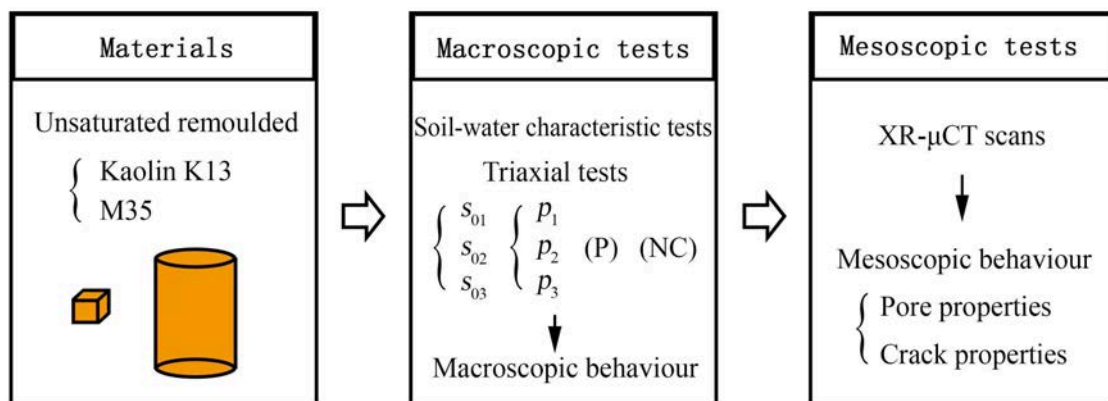 Materials
Unsaturated remoulded
Kaolin K13
M35
Macroscopic tests
Soil-water characteristic tests
Triaxial tests
s01 p1
s02 p2 (P) (NC)
s03 p3
Macroscopic behaviour
Mesoscopic tests
XR-μCT scans
Mesoscopic behaviour
Pore properties
Crack properties